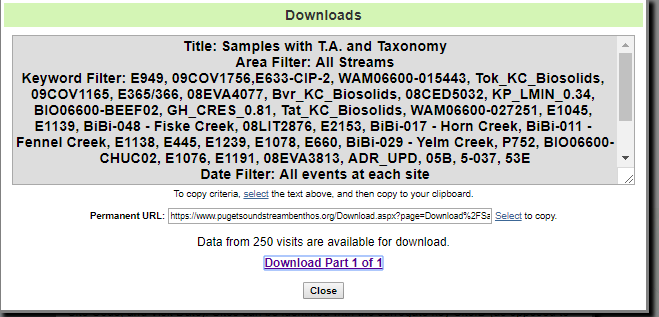 Downloads
Title: Samples with T.A. and Taxonomy
Area Filter: All Streams
Keyword Filter: E949, 09COV1756,E633-CIP-2, WAM06600-015443, Tok_KC_Biosolids,
09COV1165, E365/366, 08EVA4077, Bvr_KC_Biosolids, 08CED5032, KP_LMIN_0.34,
BIO06600-BEEF02, GH_CRES_0.81, Tat_KC_Biosolids, WAM06600-027251, E1045,
E1139, BiBi-048 - Fiske Creek, 08LIT2876, E2153, BiBi-017 - Horn Creek, BiBi-011 -
Fennel Creek, E1138, E445, E1239, E1078, E660, BiBi-029 - Yelm Creek, P752, BIO06600-
CHUC02, E1076, E1191, 08EVA3813, ADR_UPD, 05B, 5-037, 53E
Date Filter: All events at each site
To copy criteria, select the text above, and then copy to your clipboard.
Permanent URL: https://www.pugetsoundstreambenthos.org/Download.aspx?page=Download%2FSa Select to copy.
Data from 250 visits are available for download.
Download Part 1 of 1
Close